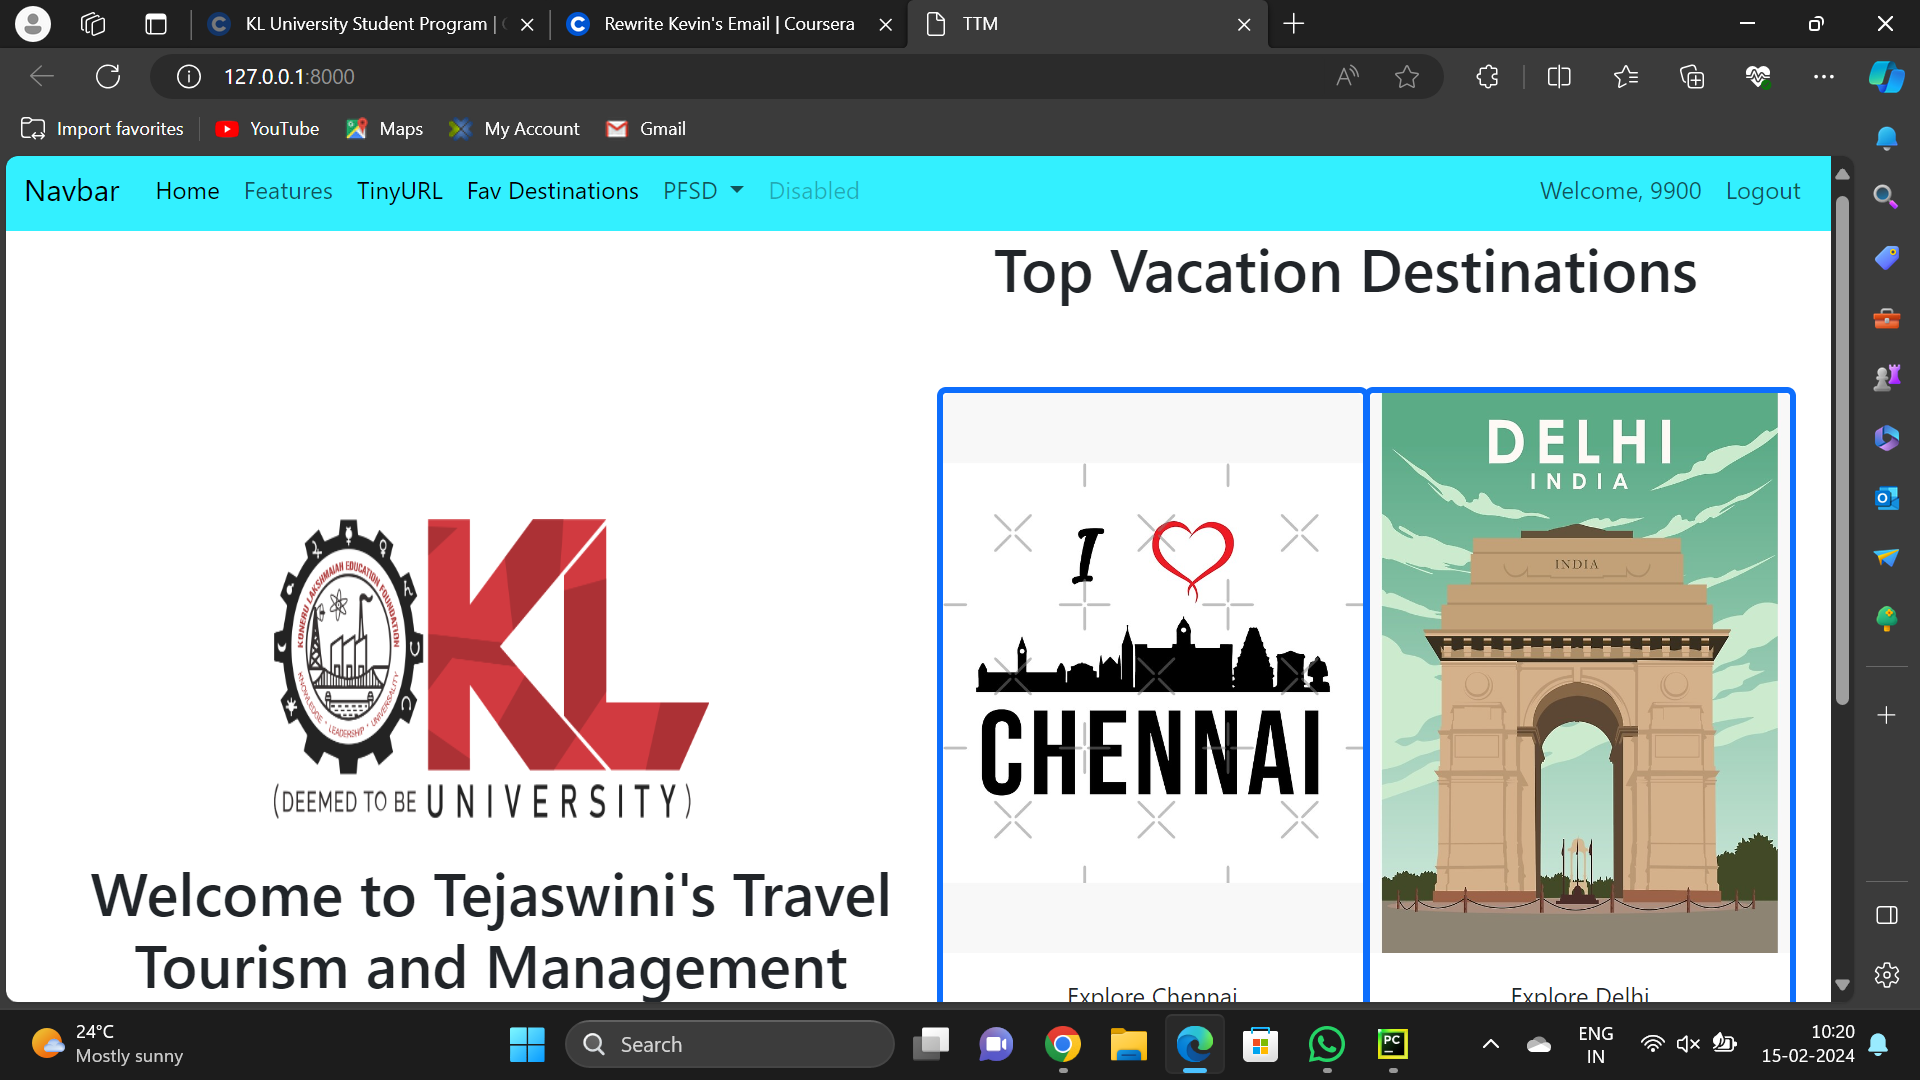 KL University Student Program |
Rewrite Kevin's Email | Coursera
TTM
127.0.0.1:8000
Import favorites
YouTube
Maps
My Account
Gmail
Navbar
Home
Features
TinyURL
Fav Destinations
PFSD
Disabled
Welcome, 9900
Logout
Top Vacation Destinations
KONERU LAKSHMAIAH EDUCATION FOUNDATION
KNOWLEDGE * LEADERSHIP * UNIVERSALITY
KL
(DEEMED TO BE UNIVERSITY)
Welcome to Tejaswini's Travel
Tourism and Management
I
CHENNAI
Explore Chennai
DELHI
INDIA
INDIA
Explore Delhi
24°C
Mostly sunny
Search
PC
ENG
IN
10:20
15-02-2024